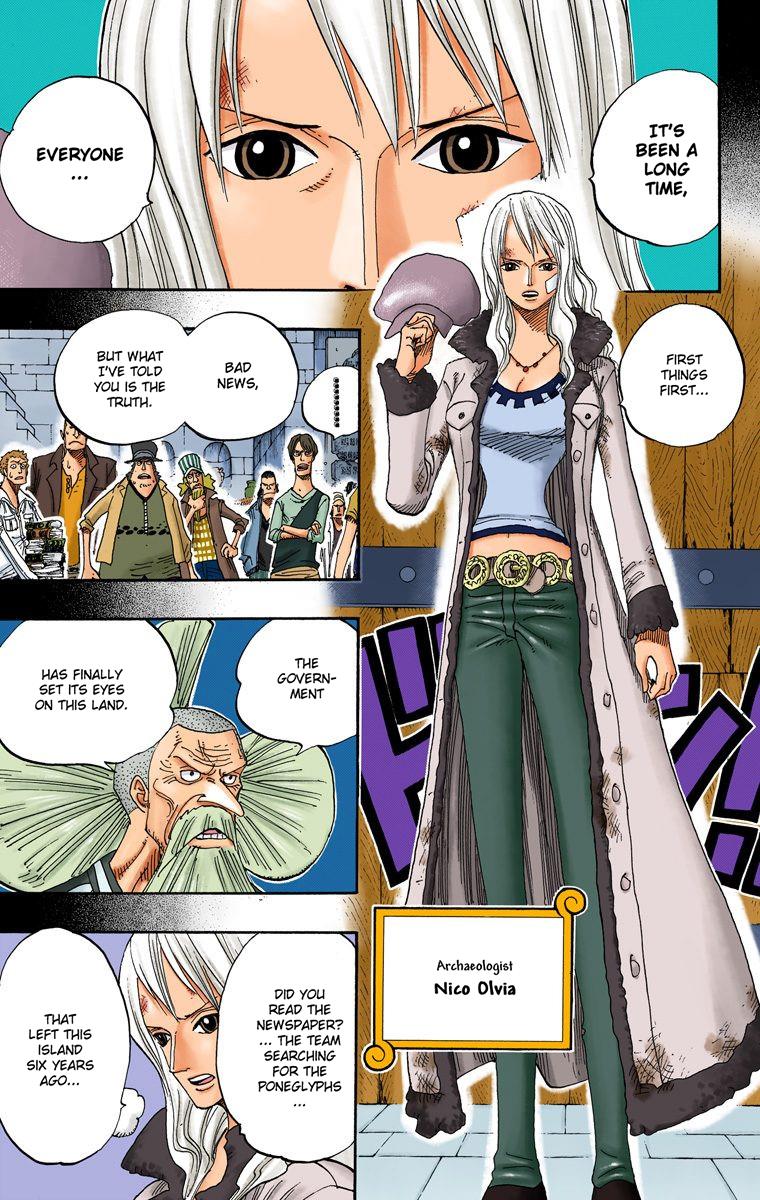 IT'S
BEEN A
LONG
TIME,
EVERYONE
...
FIRST
THINGS
FIRST...
BAD
NEWS,
BUT WHAT
I'VE TOLD
YOU IS THE
TRUTH.
THE
GOVERN-
MENT
HAS FINALLY
SET ITS EYES
ON THIS LAND.
Archaeologist
Nico Olvia
DID YOU
READ THE
NEWSPAPER?
... THE TEAM
SEARCHING
FOR THE
PONEGLYPHS
...
THAT
LEFT THIS
ISLAND
SIX YEARS
AGO...